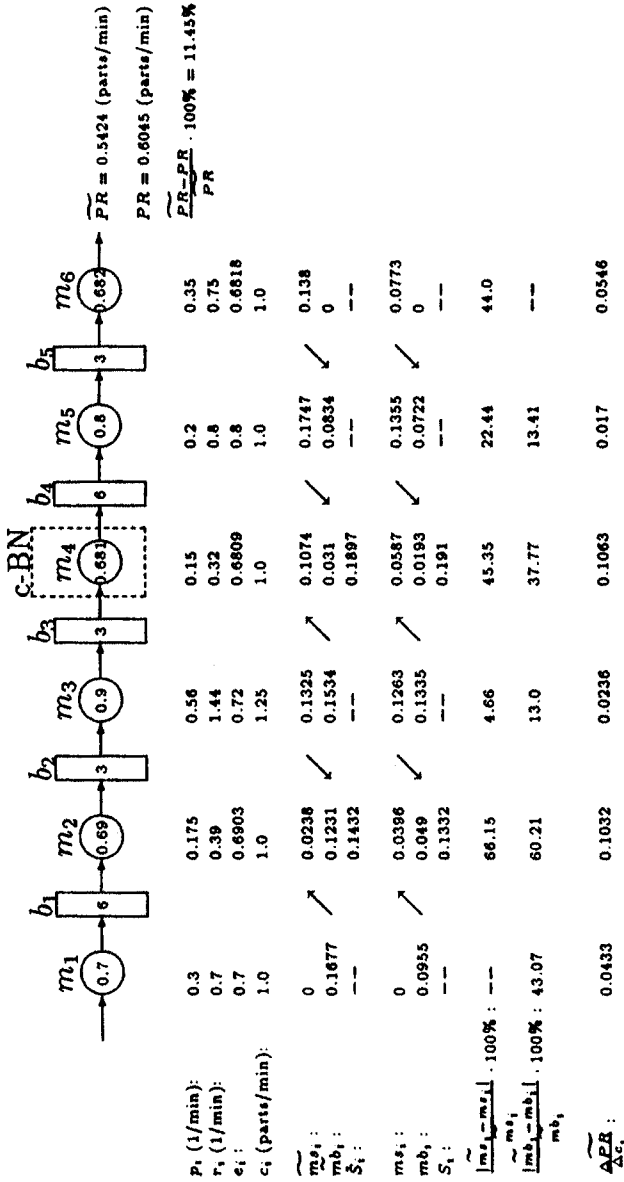 c-BN
m₁ b₁ m₂ b₂ m₃ b₃ m₄ b₄ m₅ b₅ m₆
0.7 6 0.69 3 0.9 3 0.681 6 0.8 3 0.682
P̃R = 0.5424 (parts/min)
PR = 0.6045 (parts/min)
|P̃R−PR| / PR · 100% = 11.45%
pᵢ (1/min): 0.3 0.175 0.56 0.15 0.2 0.35
rᵢ (1/min): 0.7 0.39 1.44 0.32 0.8 0.75
eᵢ : 0.7 0.6903 0.72 0.6809 0.8 0.6818
cᵢ (parts/min): 1.0 1.0 1.25 1.0 1.0 1.0
m̃sᵢ : 0 ↗ 0.0238 ↙ 0.1325 ↗ 0.1074 ↙ 0.1747 ↙ 0.138
m̃bᵢ : 0.1677 0.1231 0.1534 0.031 0.0834 0
S̃ᵢ : -- 0.1432 -- 0.1897 -- --
msᵢ : 0 ↗ 0.0396 ↙ 0.1263 ↗ 0.0587 ↙ 0.1355 ↙ 0.0773
mbᵢ : 0.0955 0.049 0.1335 0.0193 0.0722 0
Sᵢ : -- 0.1332 -- 0.191 -- --
|m̃sᵢ−msᵢ| / msᵢ · 100% : -- 66.15 4.66 45.35 22.44 44.0
|m̃bᵢ−mbᵢ| / mbᵢ · 100% : 43.07 60.21 13.0 37.77 13.41 --
ΔP̃R / Δcᵢ : 0.0433 0.1032 0.0236 0.1063 0.017 0.0546